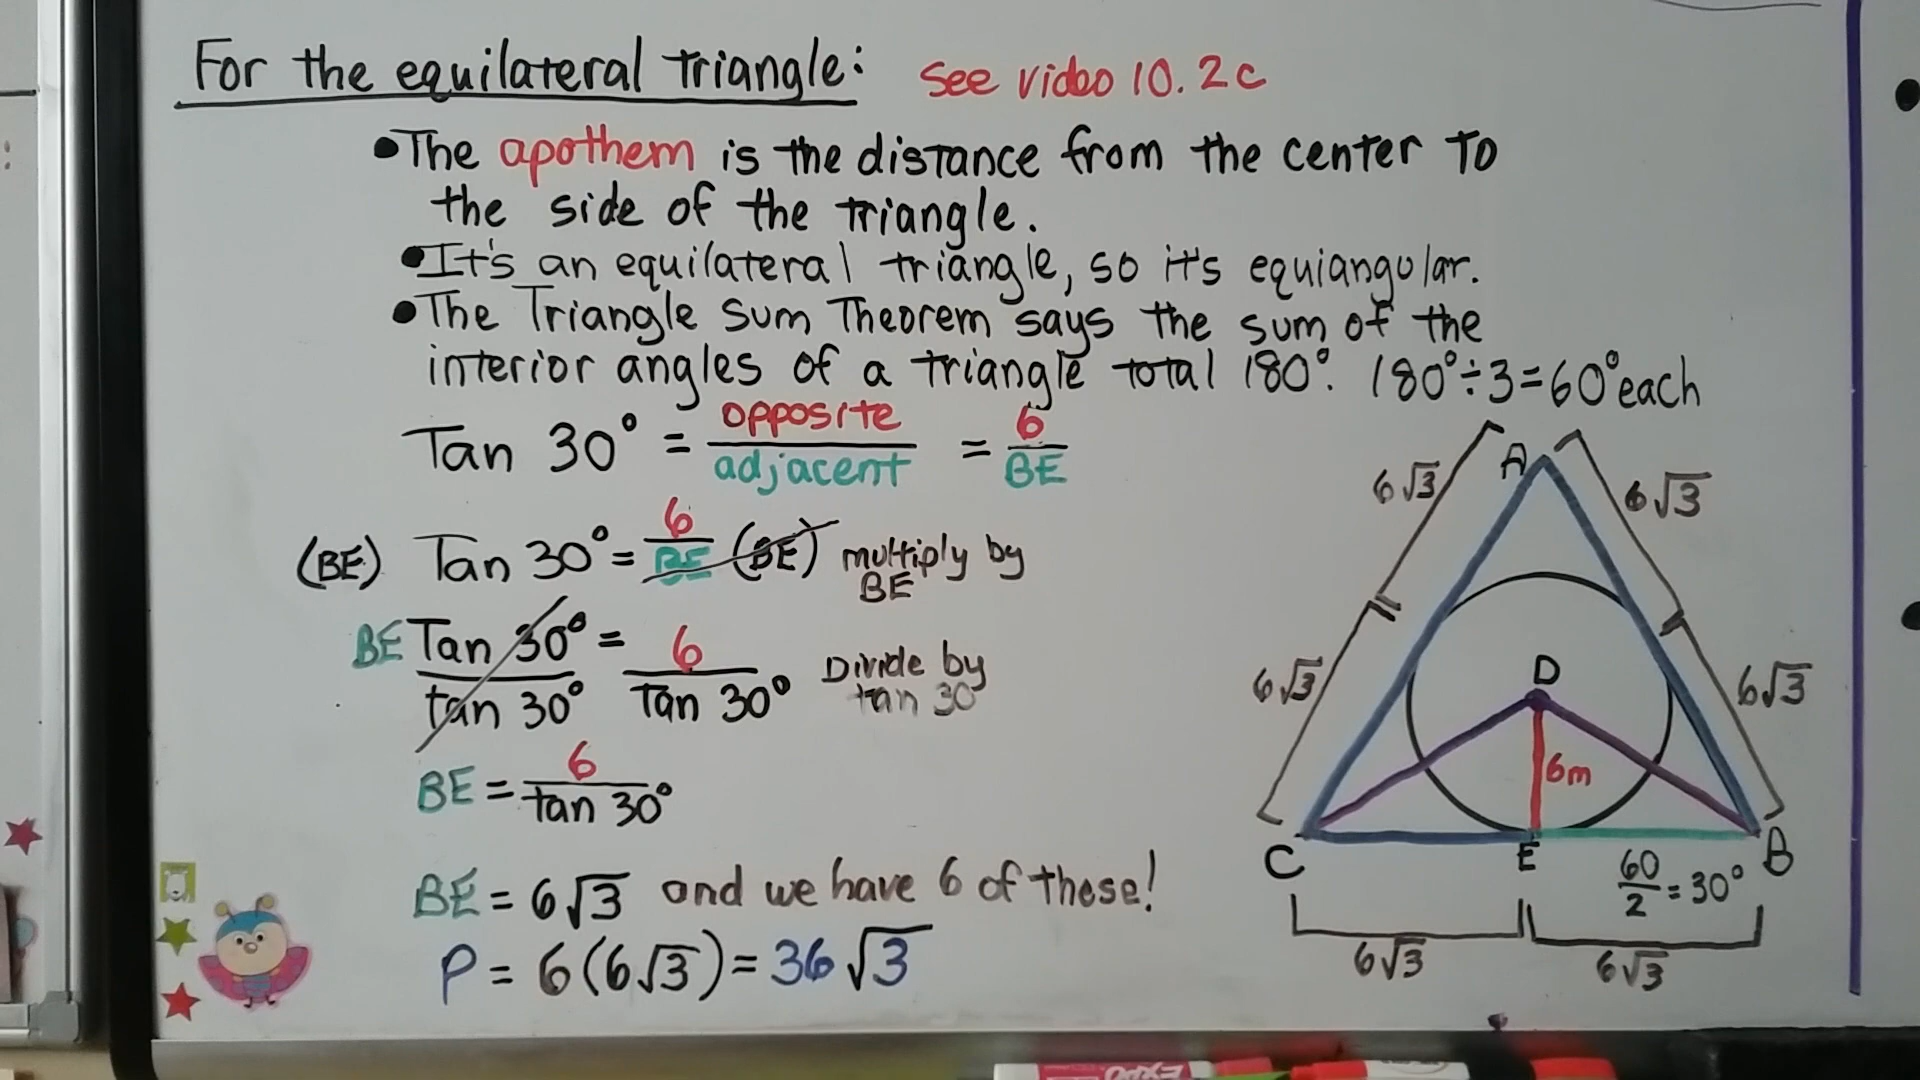 For the equilateral triangle: See video 10.2c
•The apothem is the distance from the center to
the side of the triangle.
•It's an equilateral triangle, so it's equiangular.
•The Triangle Sum Theorem says the sum of the
interior angles of a triangle total 180°. 180°÷3=60° each
Tan 30° = opposite/adjacent = 6/BE
(BE) Tan 30° = 6/BE (BE) multiply by
BE
BE Tan 30°/tan 30° = 6/Tan 30° Divide by
tan 30
BE = 6/tan 30°
BE = 6√3 and we have 6 of these!
P = 6(6√3) = 36√3
A
6√3
6√3
6√3
6√3
D
6m
C
E
B
60/2 = 30°
6√3
6√3
EXPO